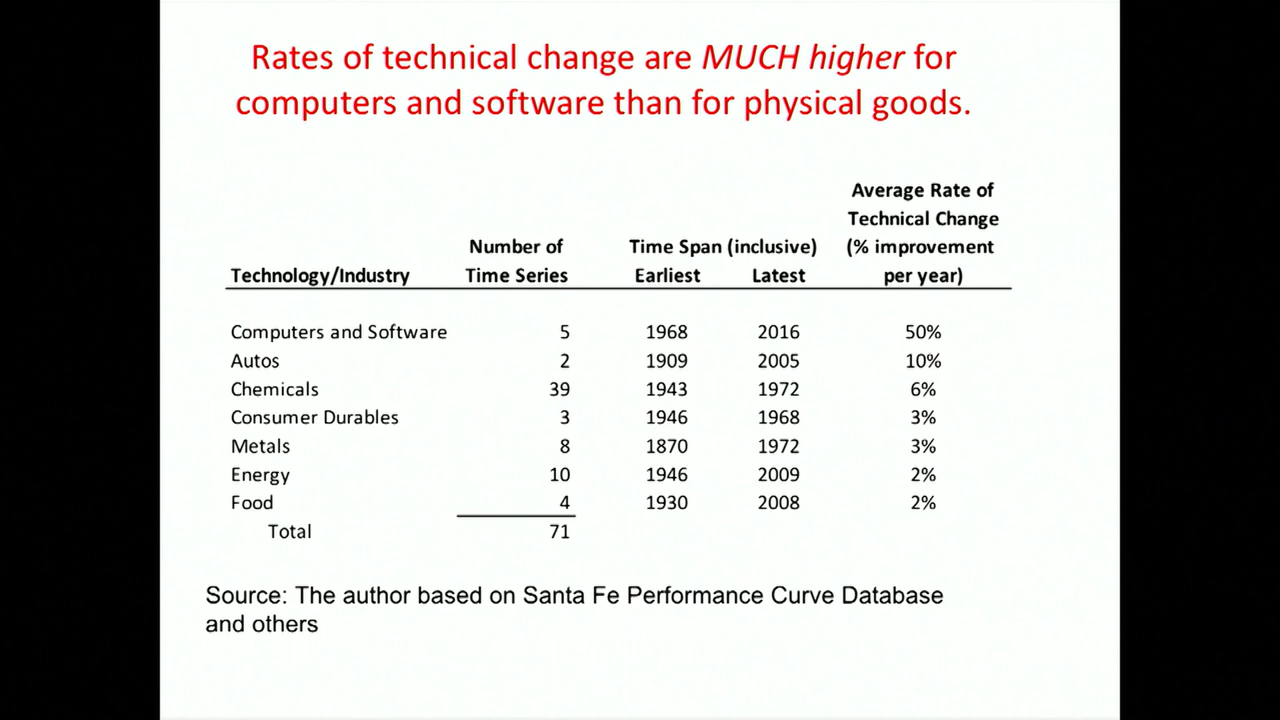 Rates of technical change are MUCH higher for
computers and software than for physical goods.
Average Rate of
Technical Change
Number of Time Span (inclusive) (% improvement
Technology/Industry Time Series Earliest Latest per year)
Computers and Software 5 1968 2016 50%
Autos 2 1909 2005 10%
Chemicals 39 1943 1972 6%
Consumer Durables 3 1946 1968 3%
Metals 8 1870 1972 3%
Energy 10 1946 2009 2%
Food 4 1930 2008 2%
Total 71
Source: The author based on Santa Fe Performance Curve Database
and others